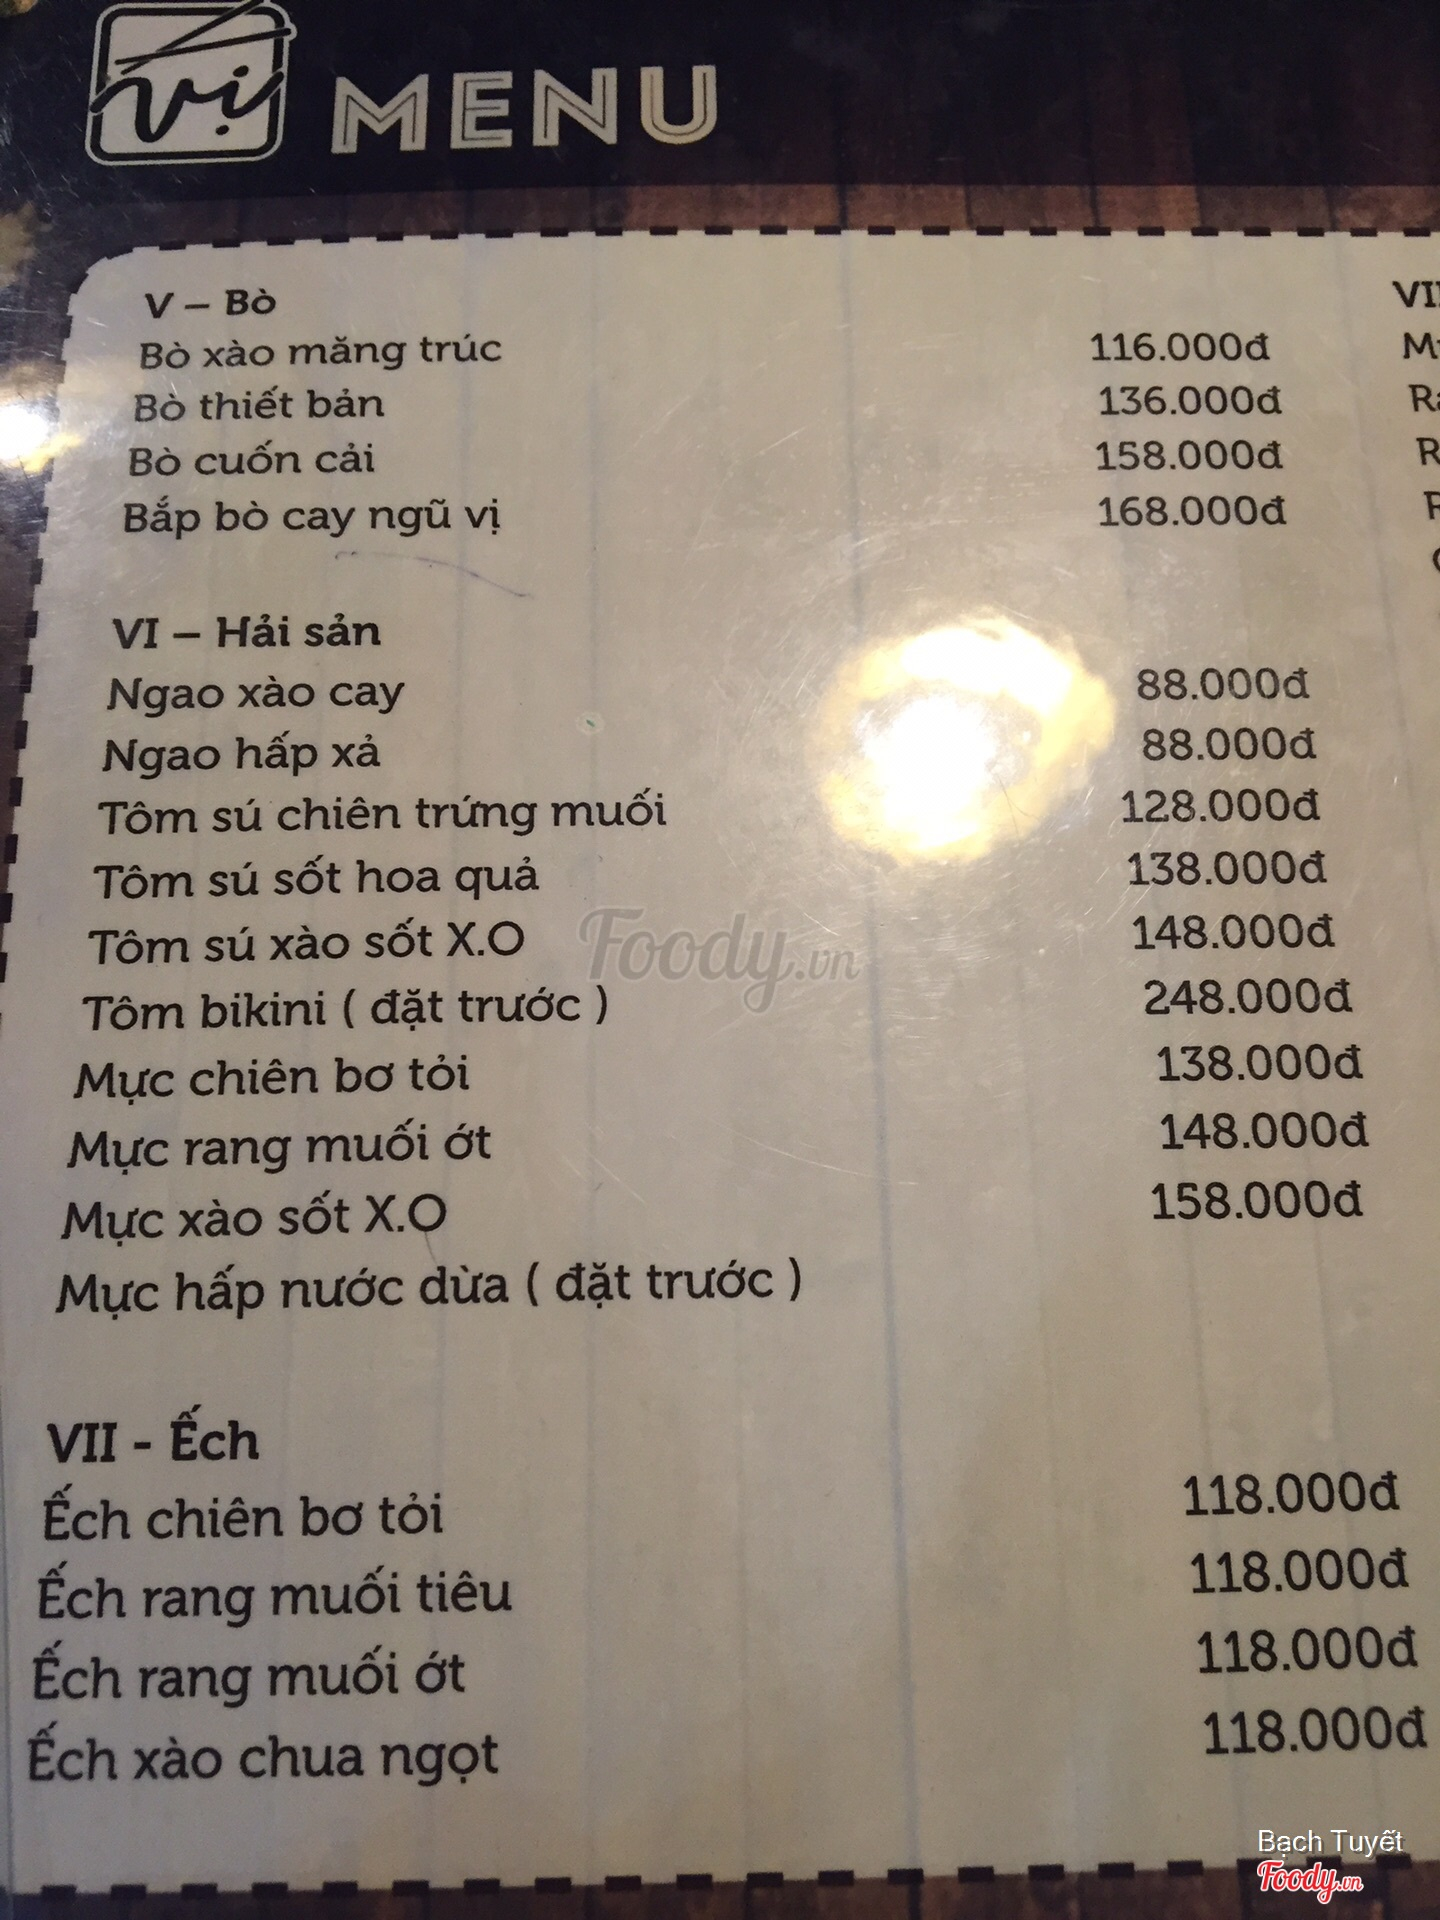 Vị MENU
V – Bò
Bò xào măng trúc 116.000đ
Bò thiết bản 136.000đ
Bò cuốn cải 158.000đ
Bắp bò cay ngũ vị 168.000đ
VI – Hải sản
Ngao xào cay 88.000đ
Ngao hấp xả 88.000đ
Tôm sú chiên trứng muối 128.000đ
Tôm sú sốt hoa quả 138.000đ
Tôm sú xào sốt X.O 148.000đ
Tôm bikini ( đặt trước ) 248.000đ
Mực chiên bơ tỏi 138.000đ
Mực rang muối ớt 148.000đ
Mực xào sốt X.O 158.000đ
Mực hấp nước dừa ( đặt trước )
VII - Ếch
Ếch chiên bơ tỏi 118.000đ
Ếch rang muối tiêu 118.000đ
Ếch rang muối ớt 118.000đ
Ếch xào chua ngọt 118.000đ
Foody.vn
Bạch Tuyết
Foody.vn